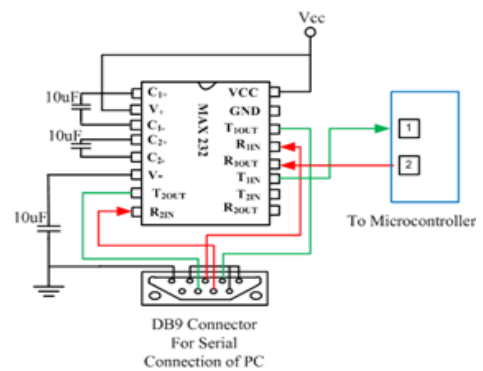 Vcc
10uF
10uF
10uF
C1+
V+
C1-
C2+
C2-
V-
T2OUT
R2IN
MAX 232
VCC
GND
T1OUT
R1IN
R1OUT
T1IN
T2IN
R2OUT
1
2
To Microcontroller
DB9 Connector
For Serial
Connection of PC